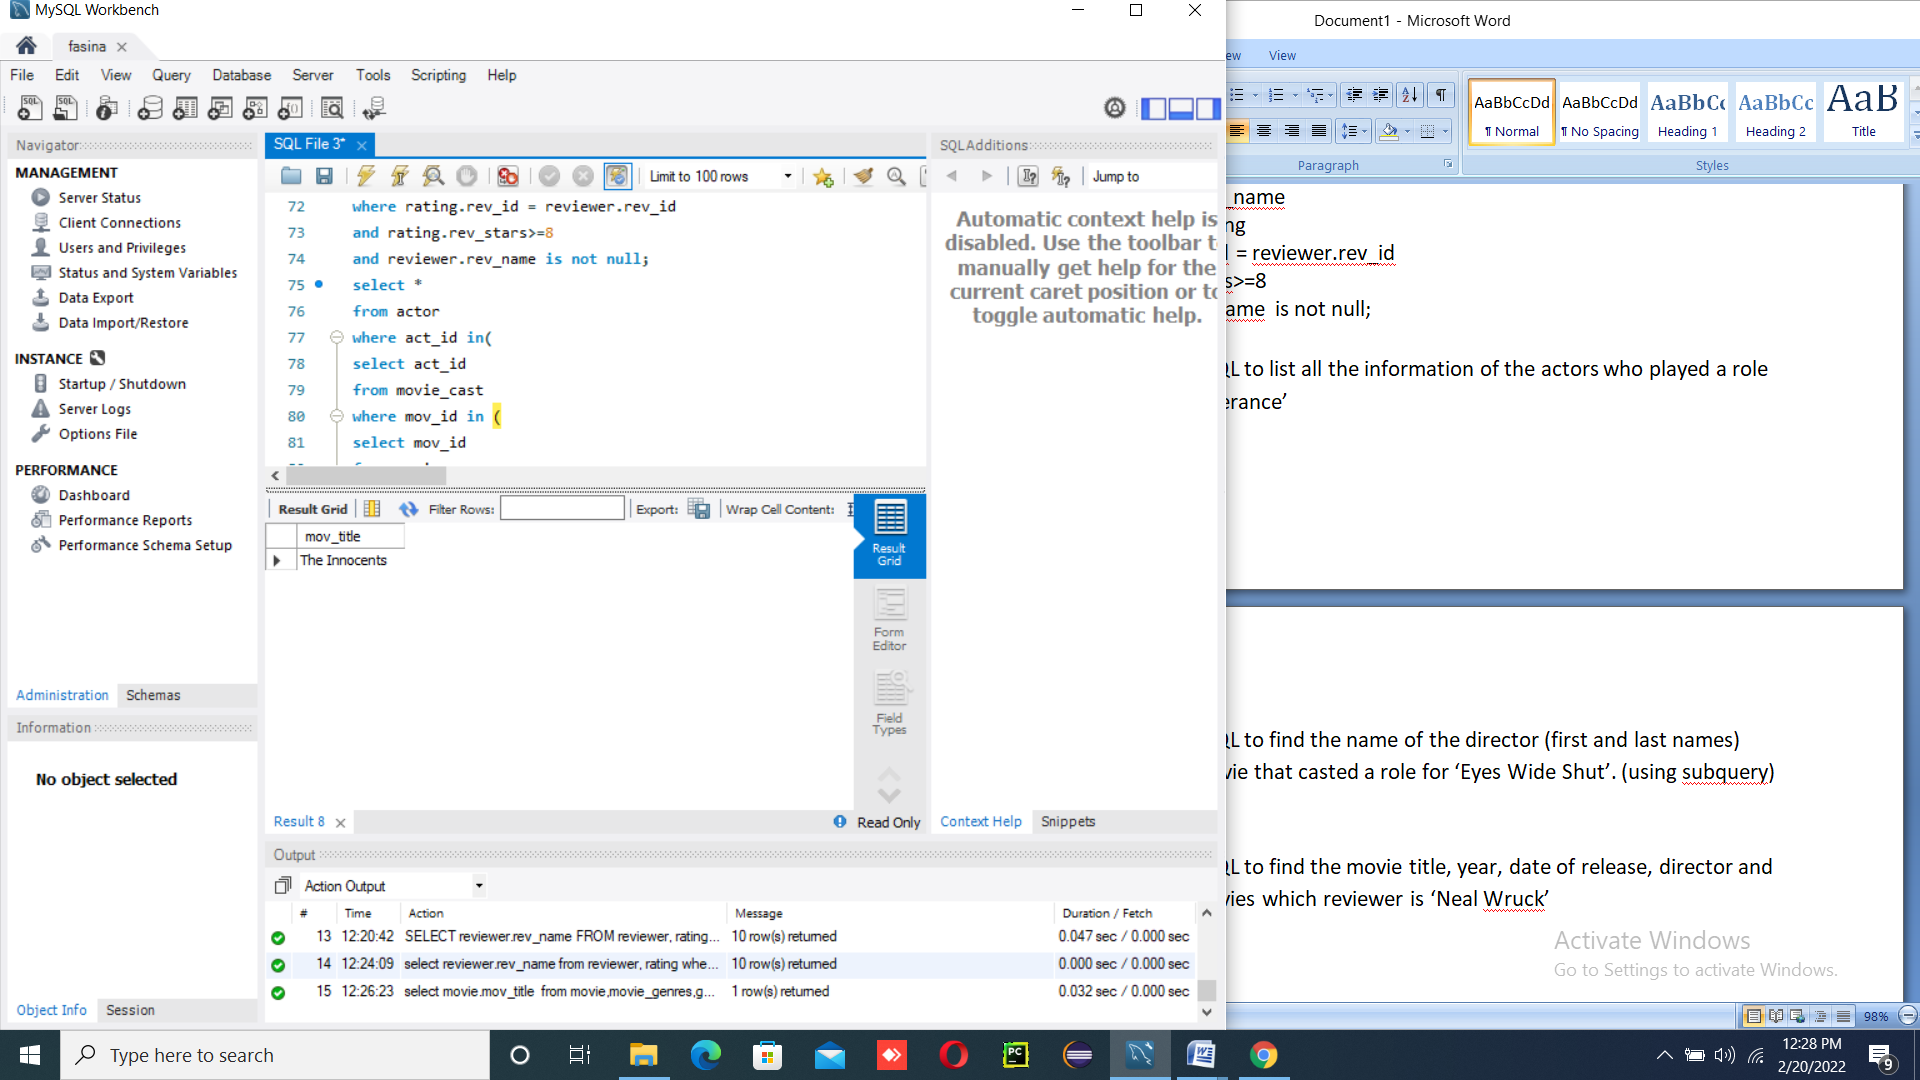 MySQL Workbench
fasina
File Edit View Query Database Server Tools Scripting Help
Navigator
MANAGEMENT
Server Status
Client Connections
Users and Privileges
Status and System Variables
Data Export
Data Import/Restore
INSTANCE
Startup / Shutdown
Server Logs
Options File
PERFORMANCE
Dashboard
Performance Reports
Performance Schema Setup
Administration Schemas
Information
No object selected
Object Info Session
SQL File 3*
Limit to 100 rows
72 where rating.rev_id = reviewer.rev_id
73 and rating.rev_stars>=8
74 and reviewer.rev_name is not null;
75 select *
76 from actor
77 where act_id in(
78 select act_id
79 from movie_cast
80 where mov_id in (
81 select mov_id
Result Grid Filter Rows: Export: Wrap Cell Content:
mov_title
The Innocents
Result Grid
Form Editor
Field Types
Result 8
Read Only
SQLAdditions
Jump to
Automatic context help is
disabled. Use the toolbar t
manually get help for the
current caret position or to
toggle automatic help.
Context Help Snippets
Output
Action Output
# Time Action Message Duration / Fetch
13 12:20:42 SELECT reviewer.rev_name FROM reviewer, rating... 10 row(s) returned 0.047 sec / 0.000 sec
14 12:24:09 select reviewer.rev_name from reviewer, rating whe... 10 row(s) returned 0.000 sec / 0.000 sec
15 12:26:23 select movie.mov_title from movie,movie_genres,g... 1 row(s) returned 0.032 sec / 0.000 sec
Document1 - Microsoft Word
ew View
AaBbCcDd AaBbCcDd AaBbCc AaBbCc AaB
¶ Normal ¶ No Spacing Heading 1 Heading 2 Title
Paragraph Styles
_name
ng
= reviewer.rev_id
s>=8
ame is not null;
QL to list all the information of the actors who played a role
erance’
QL to find the name of the director (first and last names)
vie that casted a role for ‘Eyes Wide Shut’. (using subquery)
QL to find the movie title, year, date of release, director and
vies which reviewer is ‘Neal Wruck’
Activate Windows
Go to Settings to activate Windows.
98%
Type here to search
12:28 PM
2/20/2022
9